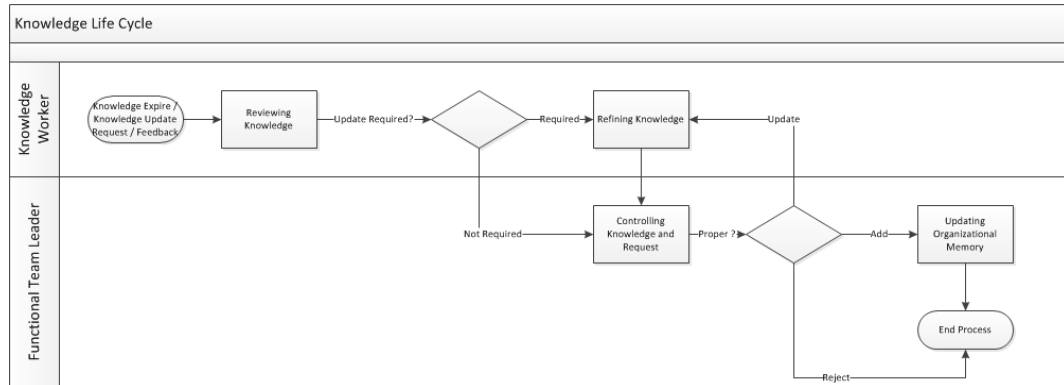 Knowledge Life Cycle
Knowledge
Worker
Knowledge Expire /
Knowledge Update
Request / Feedback
Reviewing
Knowledge
Update Required?
Required
Refining Knowledge
Update
Functional Team Leader
Not Required
Controlling
Knowledge and
Request
Proper ?
Add
Updating
Organizational
Memory
End Process
Reject